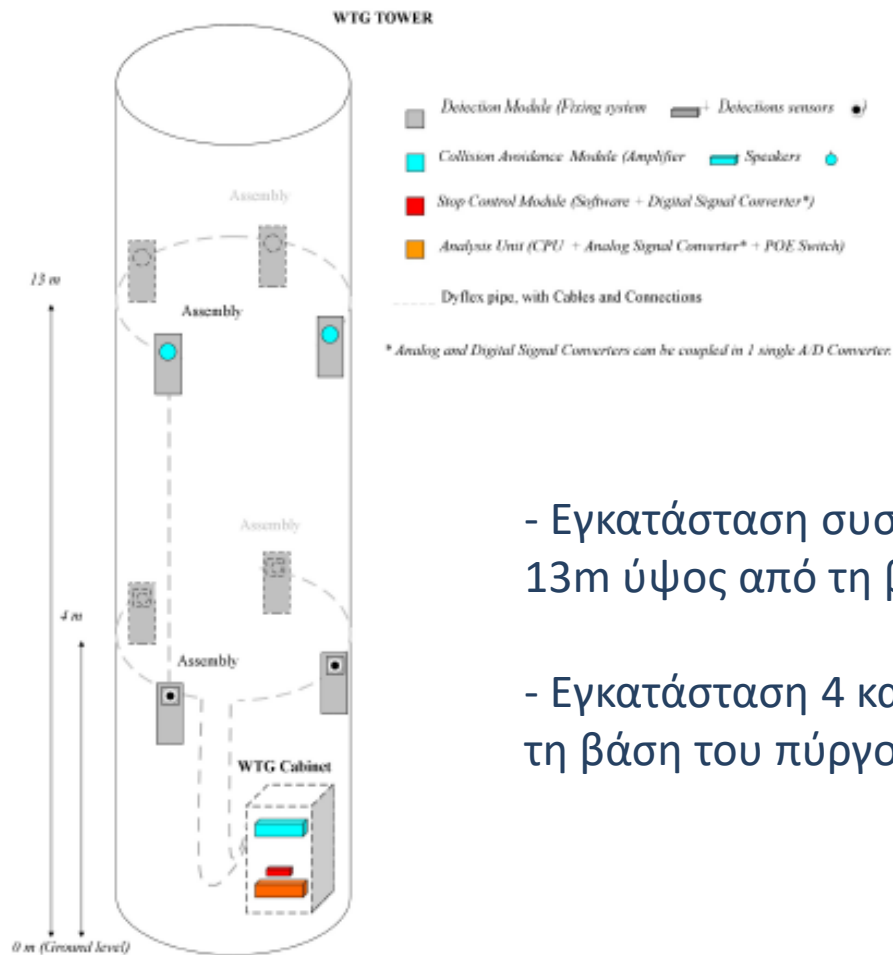 WTG TOWER
Detection Module (Fixing system + Detections sensors )
Collision Avoidance Module (Amplifier Speakers
Stop Control Module (Software + Digital Signal Converter*)
Analysis Unit (CPU + Analog Signal Converter* + POE Switch)
Dyflex pipe, with Cables and Connections
* Analog and Digital Signal Converters can be coupled in 1 single A/D Converter.
Assembly
13 m
Assembly
Assembly
4 m
Assembly
WTG Cabinet
0 m (Ground level)
- Εγκατάσταση
13m ύψος από τη
- Εγκατάσταση 4
τη βάση του